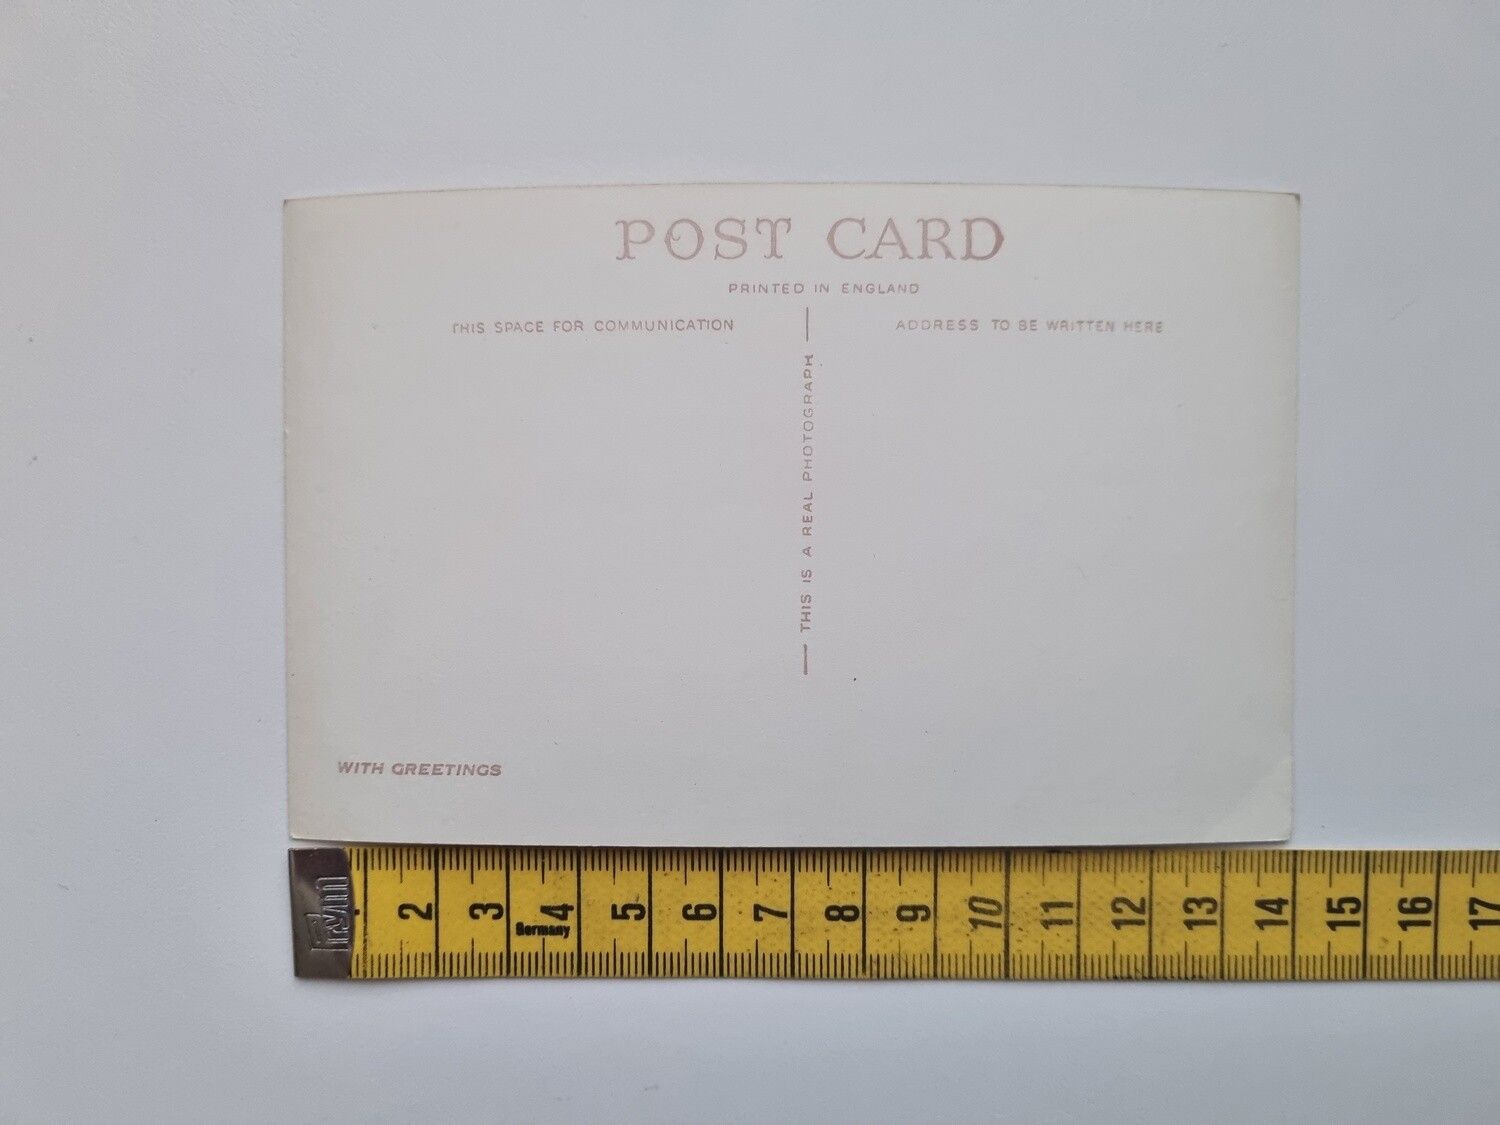 POST CARD
PRINTED IN ENGLAND
THIS SPACE FOR COMMUNICATION
ADDRESS TO BE WRITTEN HERE
THIS IS A REAL PHOTOGRAPH
WITH GREETINGS
2 3 4 5 6 7 8 9 10 11 12 13 14 15 16 17
Germany